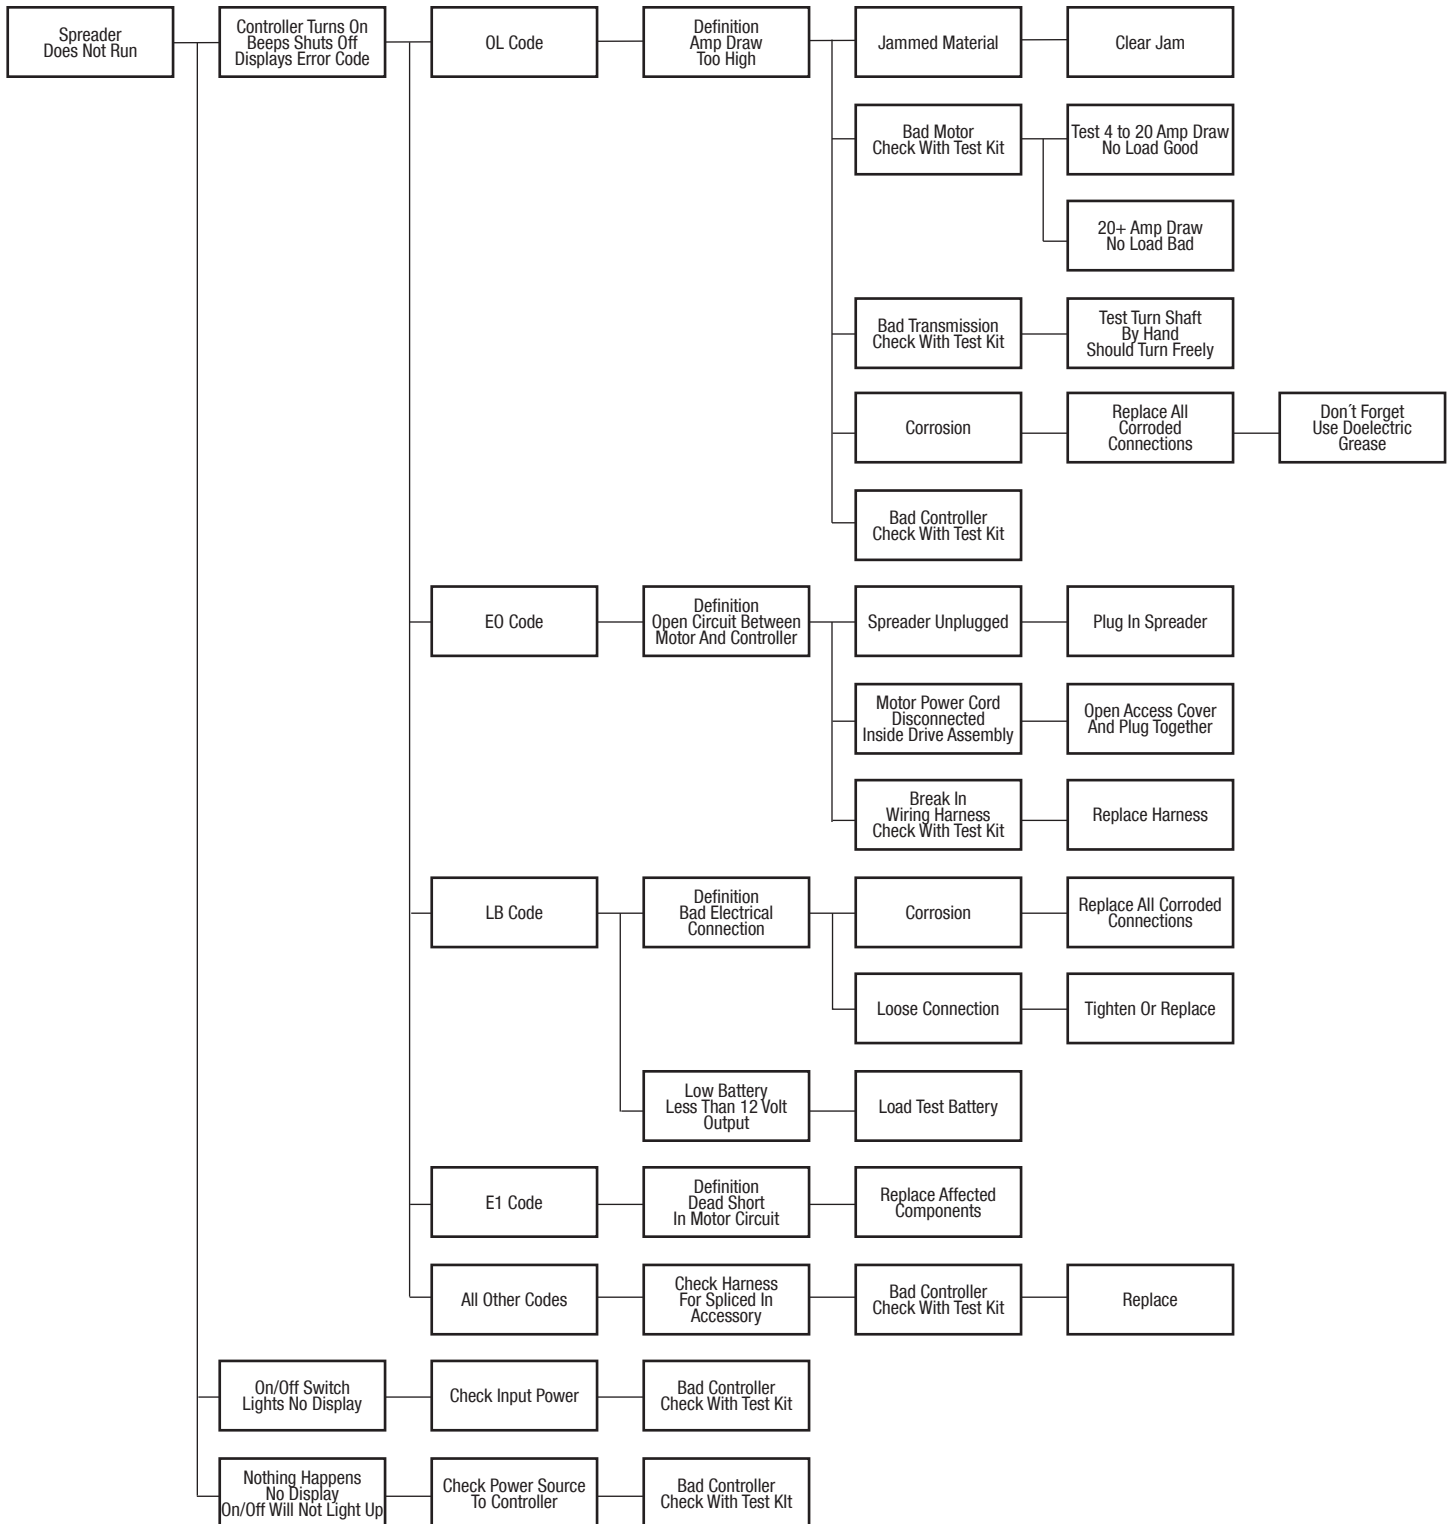 Spreader
Does Not Run
Controller Turns On
Beeps Shuts Off
Displays Error Code
OL Code
Definition
Amp Draw
Too High
Jammed Material
Clear Jam
Bad Motor
Check With Test Kit
Test 4 to 20 Amp Draw
No Load Good
20+ Amp Draw
No Load Bad
Bad Transmission
Check With Test Kit
Test Turn Shaft
By Hand
Should Turn Freely
Corrosion
Replace All
Corroded
Connections
Don´t Forget
Use Doelectric
Grease
Bad Controller
Check With Test Kit
EO Code
Definition
Open Circuit Between
Motor And Controller
Spreader Unplugged
Plug In Spreader
Motor Power Cord
Disconnected
Inside Drive Assembly
Open Access Cover
And Plug Together
Break In
Wiring Harness
Check With Test Kit
Replace Harness
LB Code
Definition
Bad Electrical
Connection
Corrosion
Replace All Corroded
Connections
Loose Connection
Tighten Or Replace
Low Battery
Less Than 12 Volt
Output
Load Test Battery
E1 Code
Definition
Dead Short
In Motor Circuit
Replace Affected
Components
All Other Codes
Check Harness
For Spliced In
Accessory
Bad Controller
Check With Test Kit
Replace
On/Off Switch
Lights No Display
Check Input Power
Bad Controller
Check With Test Kit
Nothing Happens
No Display
On/Off Will Not Light Up
Check Power Source
To Controller
Bad Controller
Check With Test KIt